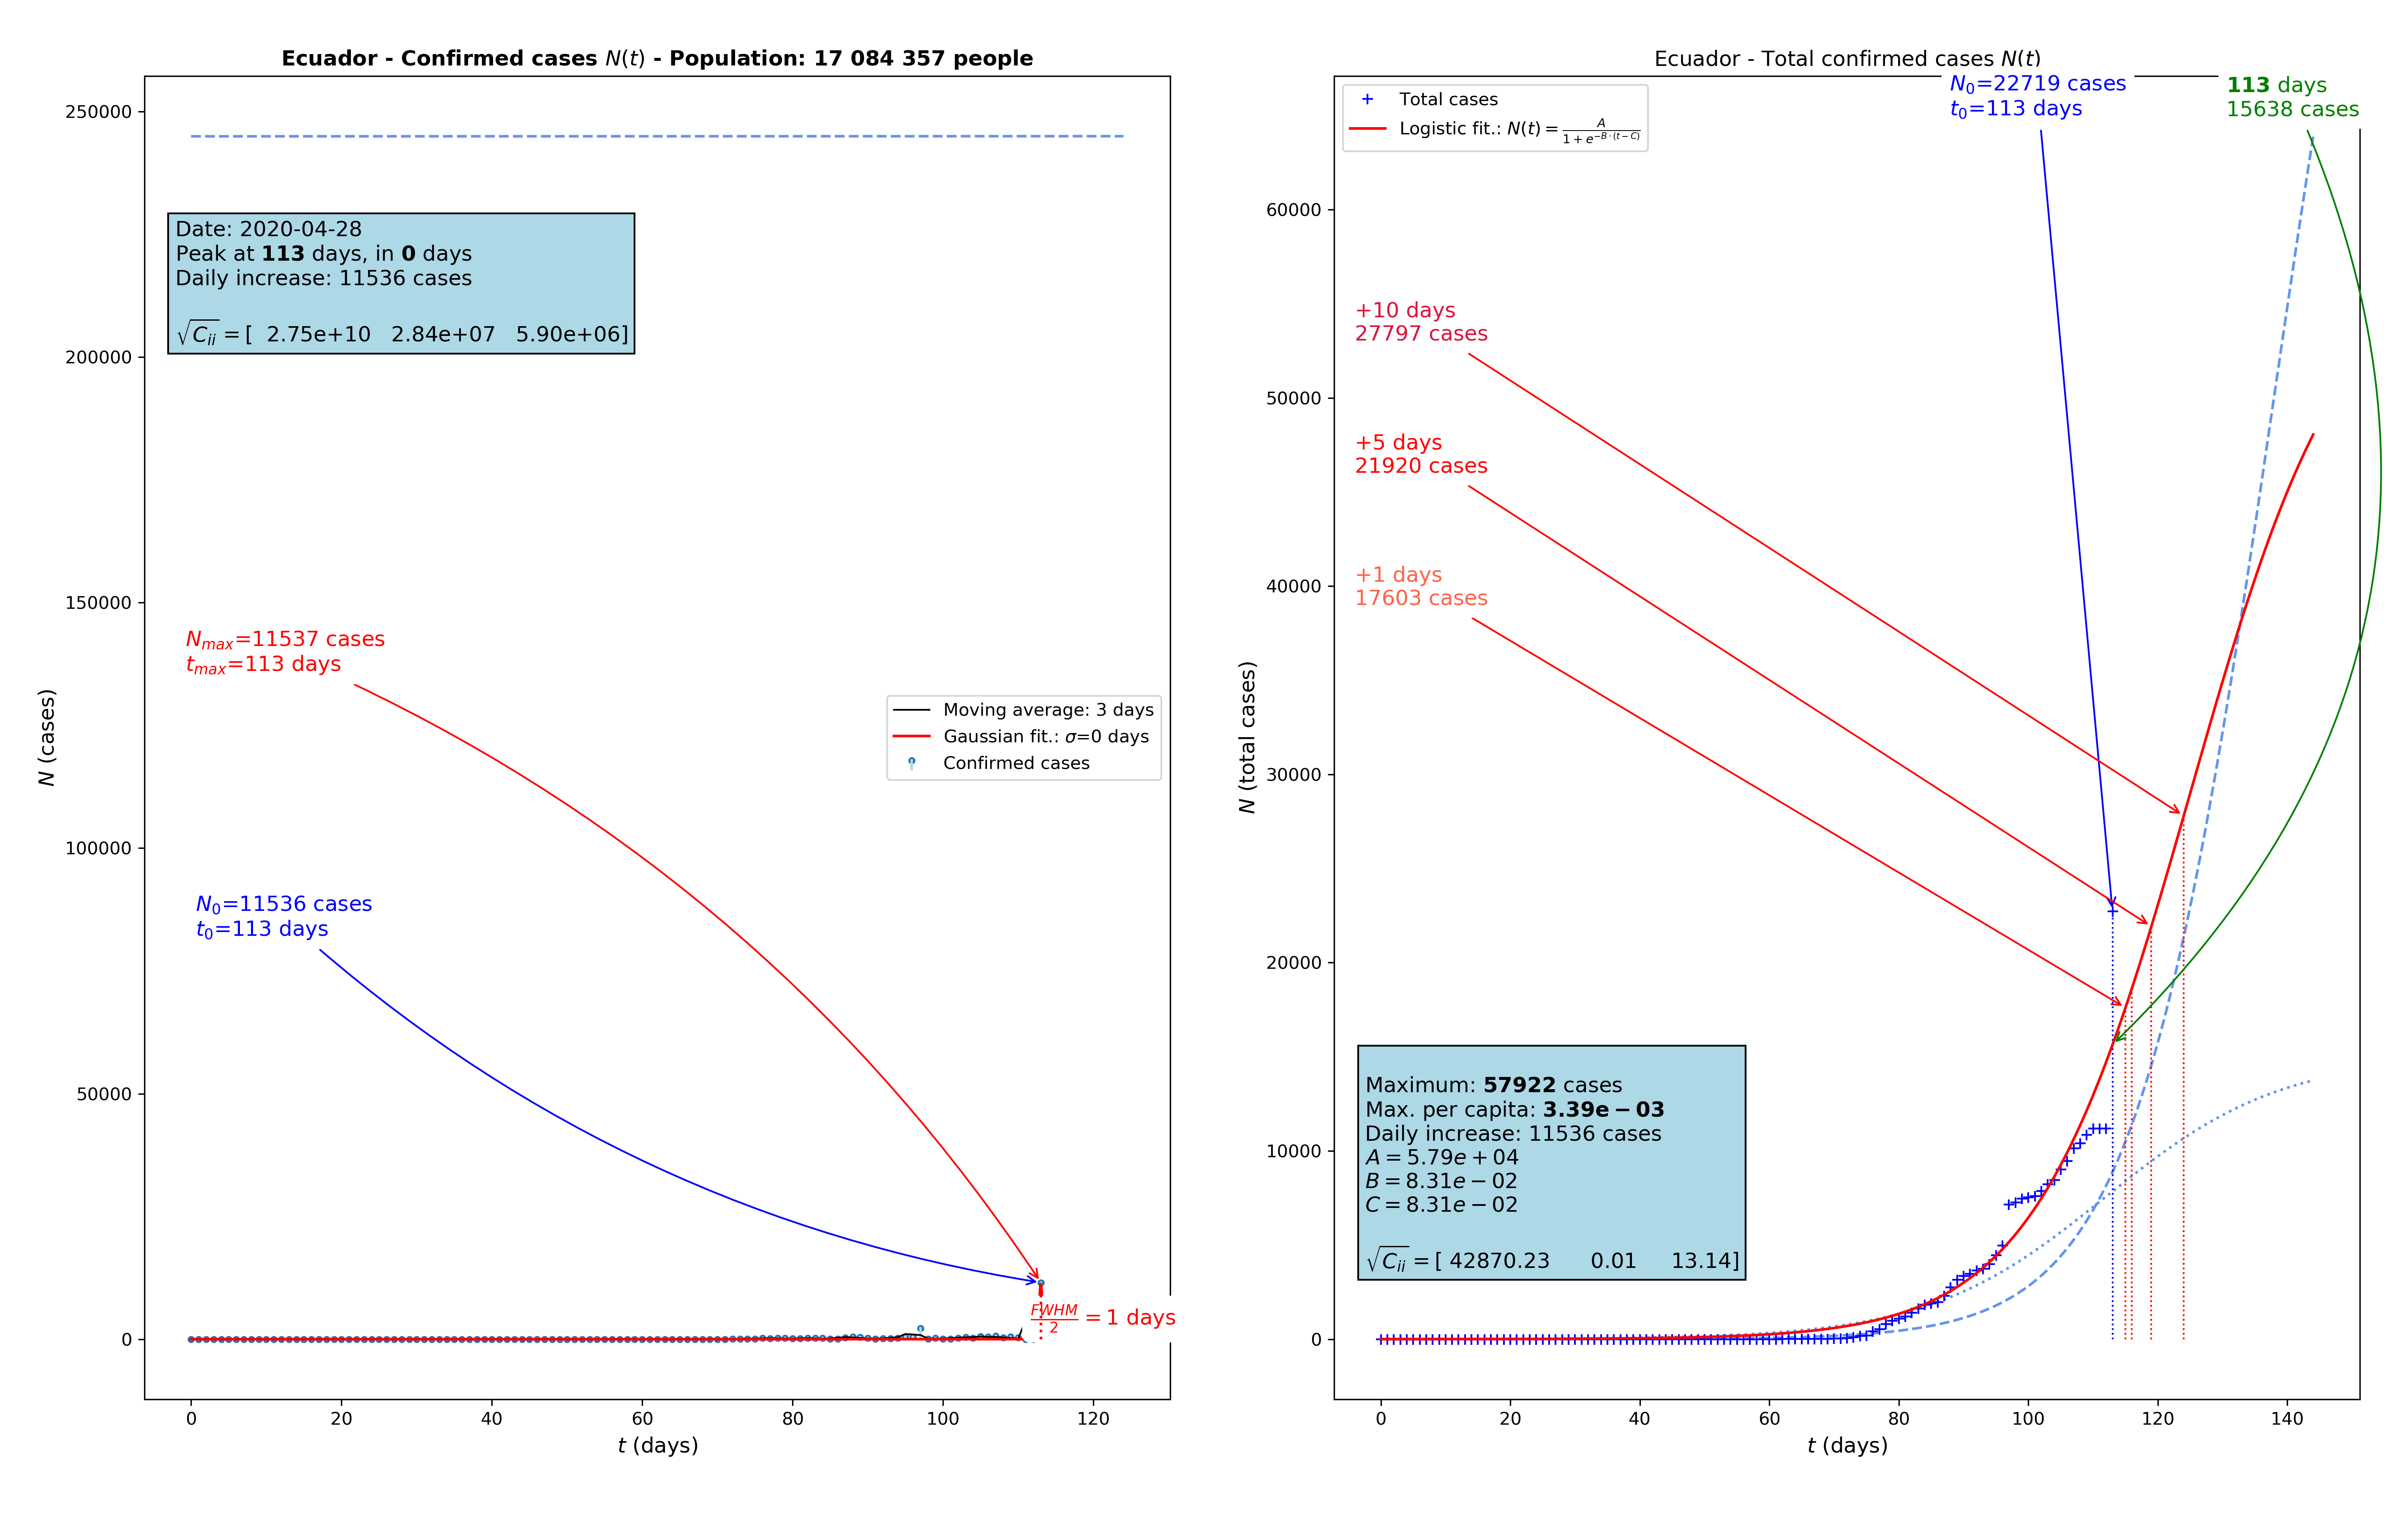 Ecuador - Confirmed cases N(t) - Population: 17 084 357 people
250000
200000
150000
100000
50000
0
N (cases)
Date: 2020-04-28
Peak at 113 days, in 0 days
Daily increase: 11536 cases
√C_ii = [ 2.75e+10 2.84e+07 5.90e+06]
N_max=11537 cases
t_max=113 days
N_0=11536 cases
t_0=113 days
Moving average: 3 days
Gaussian fit.: σ=0 days
Confirmed cases
FWHM/2 = 1 days
0 20 40 60 80 100 120
t (days)
Ecuador - Total confirmed cases N(t)
Total cases
Logistic fit.: N(t) = A/(1 + e^(−B·(t−C)))
N_0=22719 cases
t_0=113 days
113 days
15638 cases
60000
50000
40000
30000
20000
10000
0
N (total cases)
+10 days
27797 cases
+5 days
21920 cases
+1 days
17603 cases
Maximum: 57922 cases
Max. per capita: 3.39e − 03
Daily increase: 11536 cases
A = 5.79e + 04
B = 8.31e − 02
C = 8.31e − 02
√C_ii = [ 42870.23 0.01 13.14]
0 20 40 60 80 100 120 140
t (days)